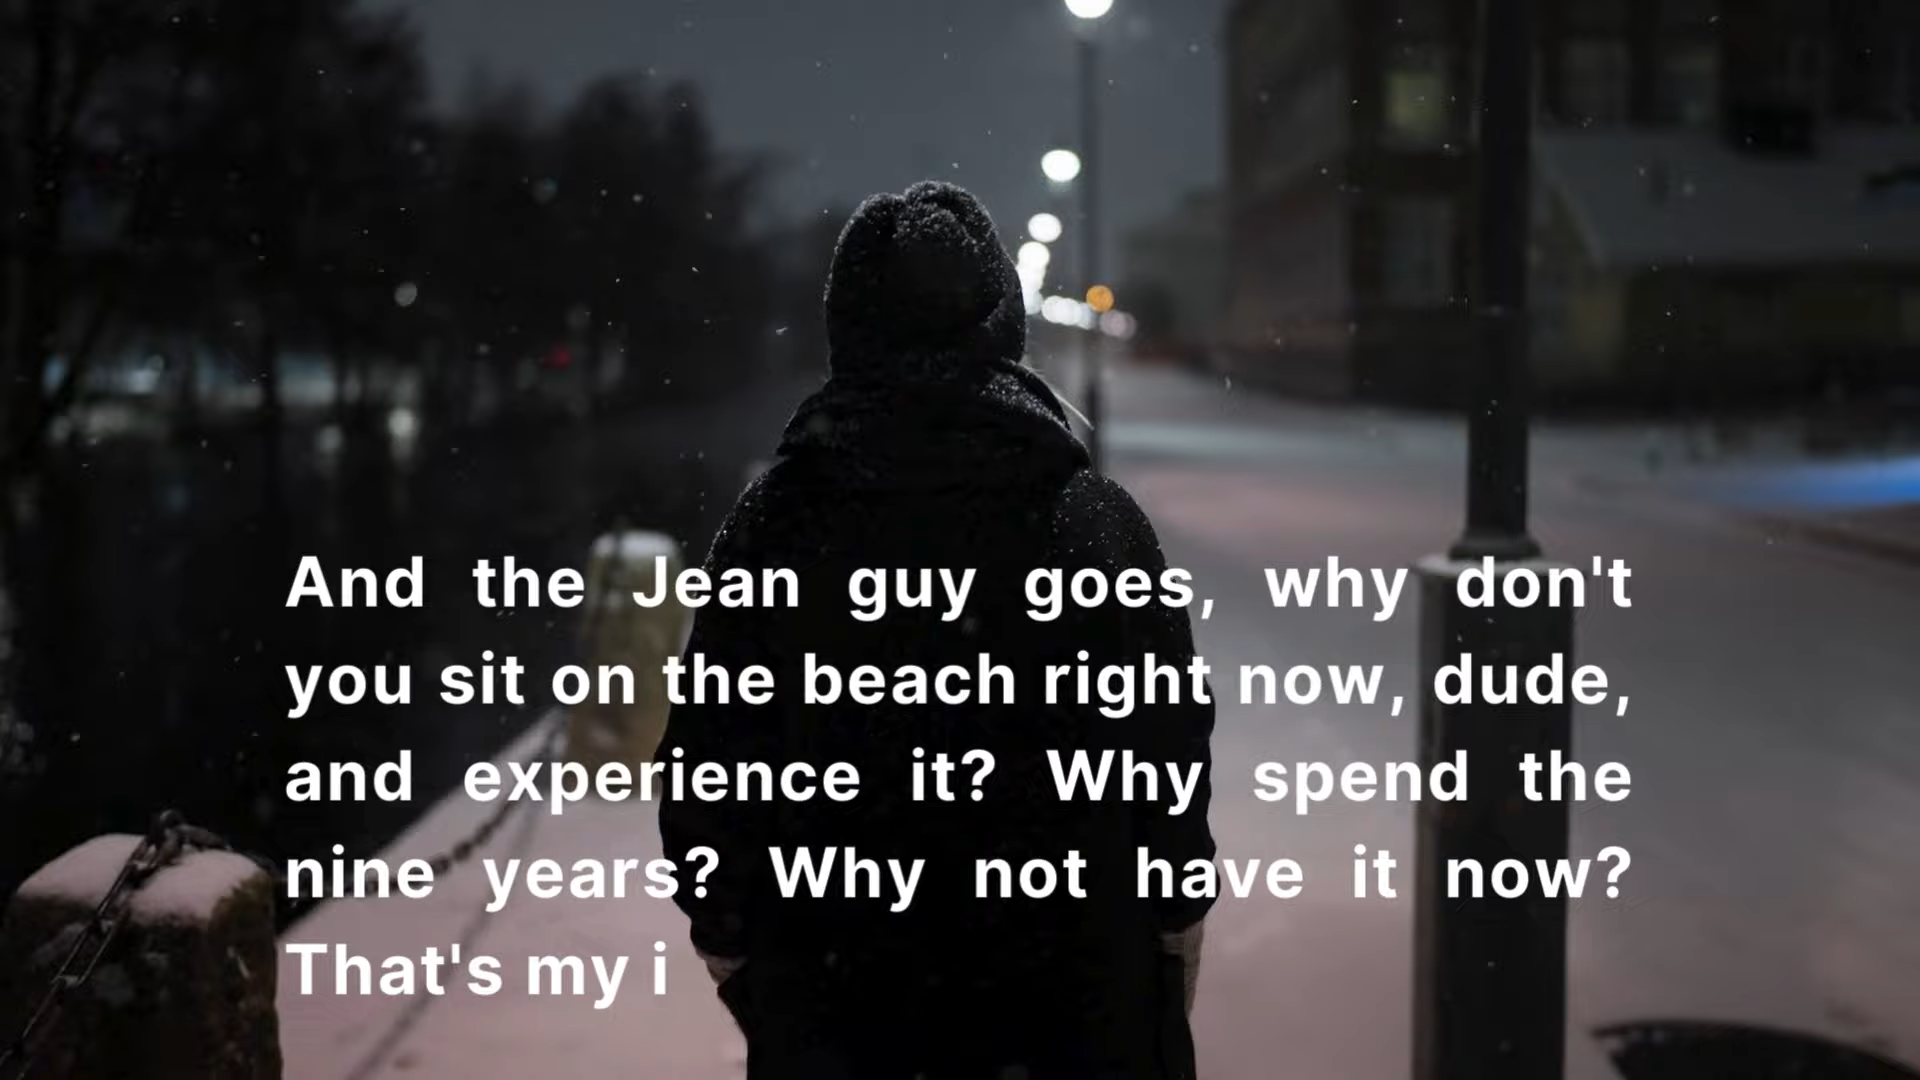 And the Jean guy goes, why don't
you sit on the beach right now, dude,
and experience it? Why spend the
nine years? Why not have it now?
That's my i